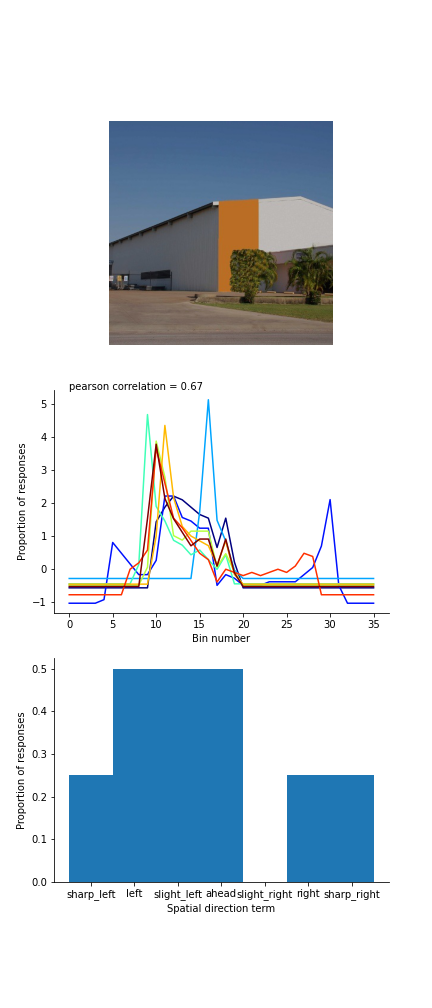 pearson correlation = 0.67
5
4
3
2
1
0
−1
Proportion of responses
0 5 10 15 20 25 30 35
Bin number
0.5
0.4
0.3
0.2
0.1
0.0
Proportion of responses
sharp_left left slight_left ahead slight_right right sharp_right
Spatial direction term